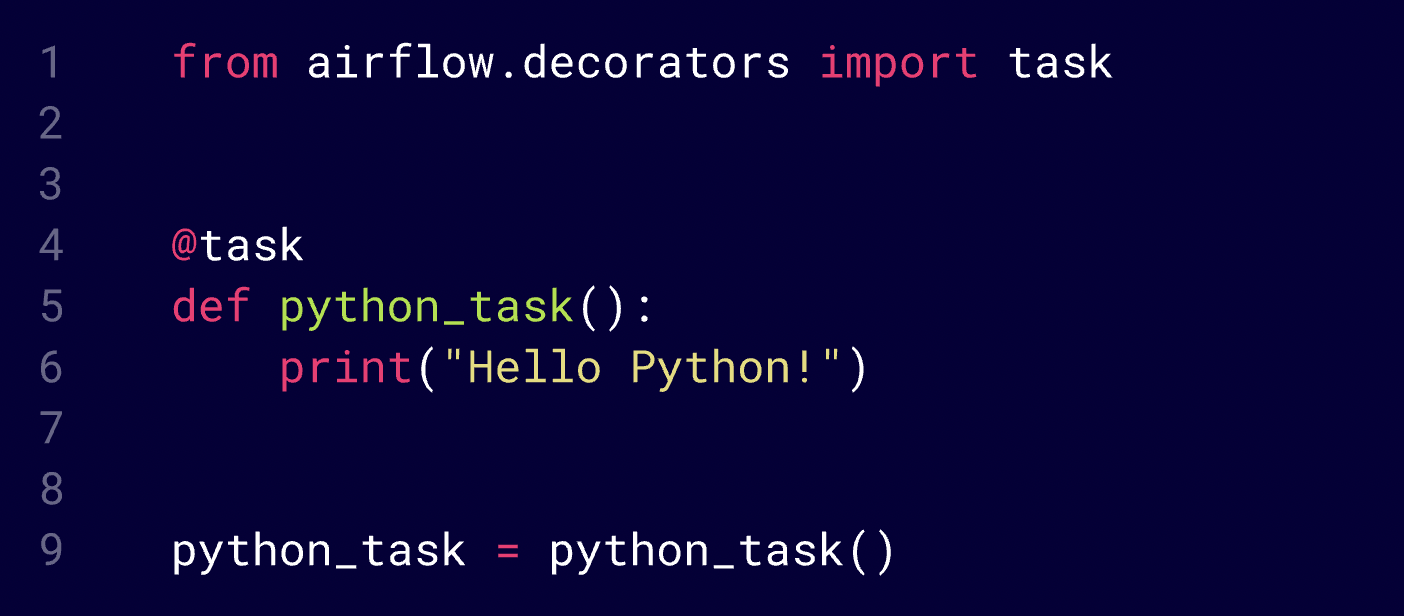 1 from airflow.decorators import task
2
3
4 @task
5 def python_task():
6     print("Hello Python!")
7
8
9 python_task = python_task()